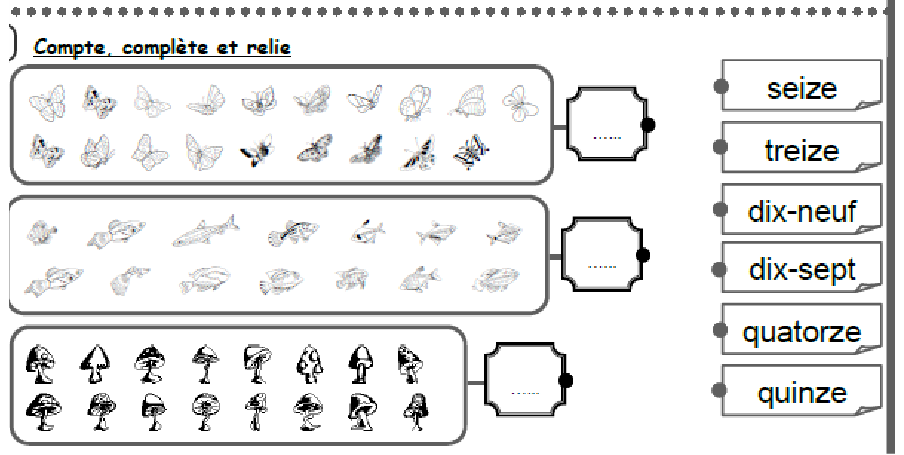 Compte, complète et relie
......
......
......
seize
treize
dix-neuf
dix-sept
quatorze
quinze